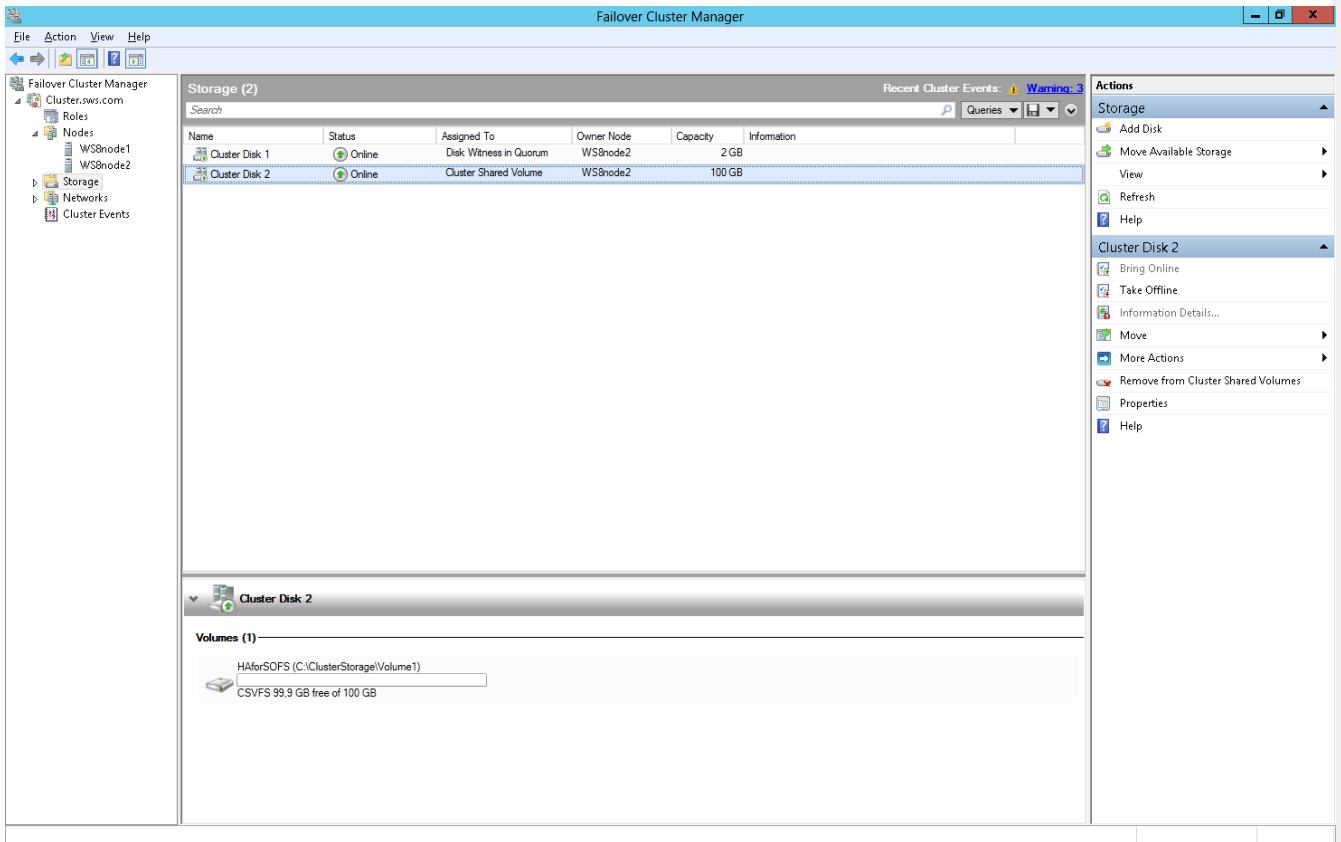 Failover Cluster Manager
File Action View Help
Failover Cluster Manager
Cluster.sws.com
Roles
Nodes
WS8node1
WS8node2
Storage
Networks
Cluster Events
Storage (2)
Recent Cluster Events: Warning: 3
Search
Queries
Name Status Assigned To Owner Node Capacity Information
Cluster Disk 1 Online Disk Witness in Quorum WS8node2 2 GB
Cluster Disk 2 Online Cluster Shared Volume WS8node2 100 GB
Cluster Disk 2
Volumes (1)
HAforSOFS (C:\ClusterStorage\Volume1)
CSVFS 99,9 GB free of 100 GB
Actions
Storage
Add Disk
Move Available Storage
View
Refresh
Help
Cluster Disk 2
Bring Online
Take Offline
Information Details...
Move
More Actions
Remove from Cluster Shared Volumes
Properties
Help